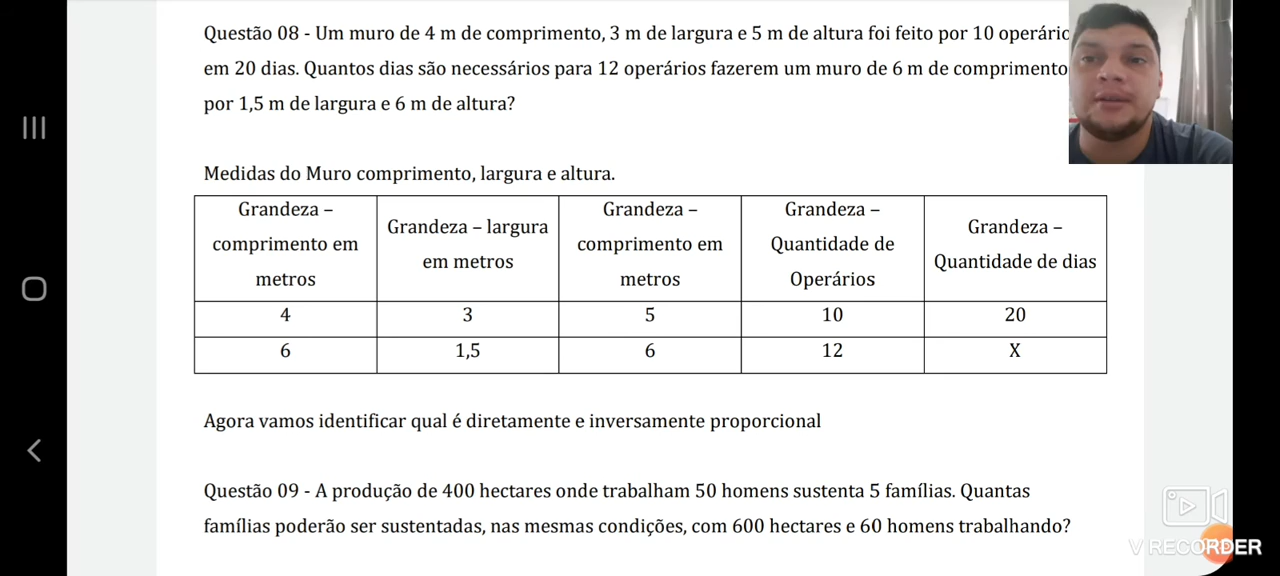 Questão 08 - Um muro de 4 m de comprimento, 3 m de largura e 5 m de altura foi feito por 10
em 20 dias. Quantos dias são necessários para 12 operários fazerem um muro de 6 m de comprimento
por 1,5 m de largura e 6 m de altura?
Medidas do Muro comprimento, largura e altura.
Grandeza –
comprimento em
metros
Grandeza – largura
em metros
Grandeza –
comprimento em
metros
Grandeza –
Quantidade de
Operários
Grandeza –
Quantidade de dias
4 3 5 10 20
6 1,5 6 12 X
Agora vamos identificar qual é diretamente e inversamente proporcional
Questão 09 - A produção de 400 hectares onde trabalham 50 homens sustenta 5 famílias. Quantas
famílias poderão ser sustentadas, nas mesmas condições, com 600 hectares e 60 homens trabalhando?
V RECORDER